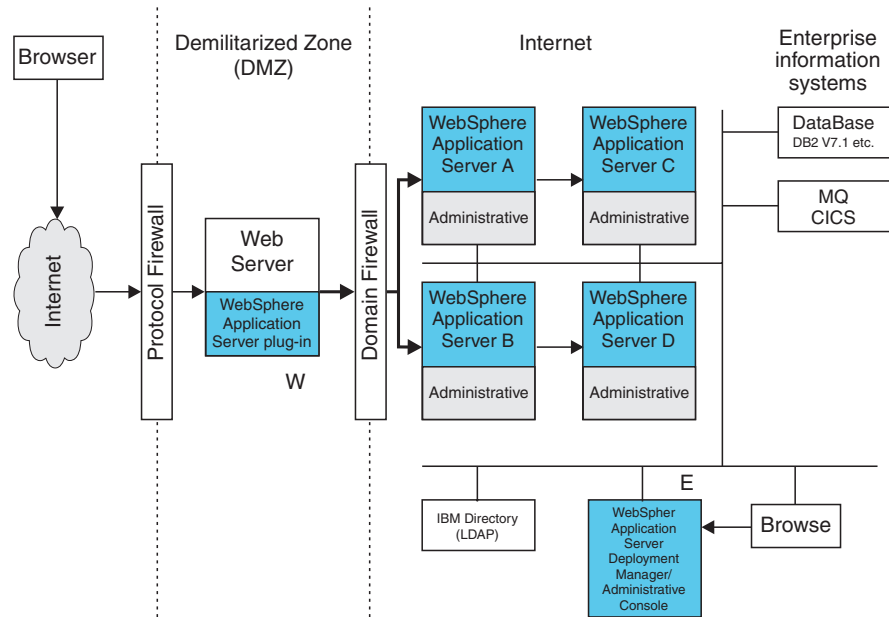 Browser
Demilitarized Zone
(DMZ)
Internet
Enterprise
information
systems
Internet
Protocol Firewall
Web
Server
WebSphere
Application
Server plug-in
W
Domain Firewall
WebSphere
Application
Server A
Administrative
WebSphere
Application
Server C
Administrative
WebSphere
Application
Server B
Administrative
WebSphere
Application
Server D
Administrative
DataBase
DB2 V7.1 etc.
MQ
CICS
E
IBM Directory
(LDAP)
WebSpher
Application
Server
Deployment
Manager/
Administrative
Console
Browse